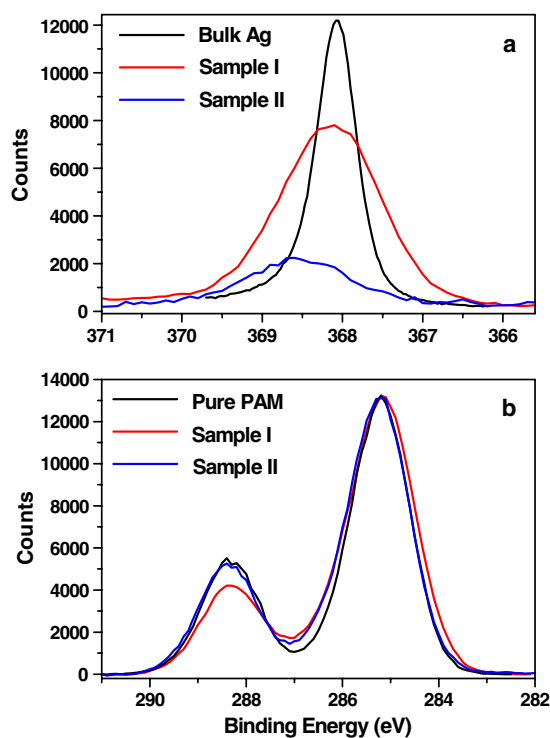 12000
10000
8000
6000
4000
2000
0
Counts
Bulk Ag
Sample I
Sample II
a
371 370 369 368 367 366
14000
12000
10000
8000
6000
4000
2000
0
Counts
Pure PAM
Sample I
Sample II
b
290 288 286 284 282
Binding Energy (eV)